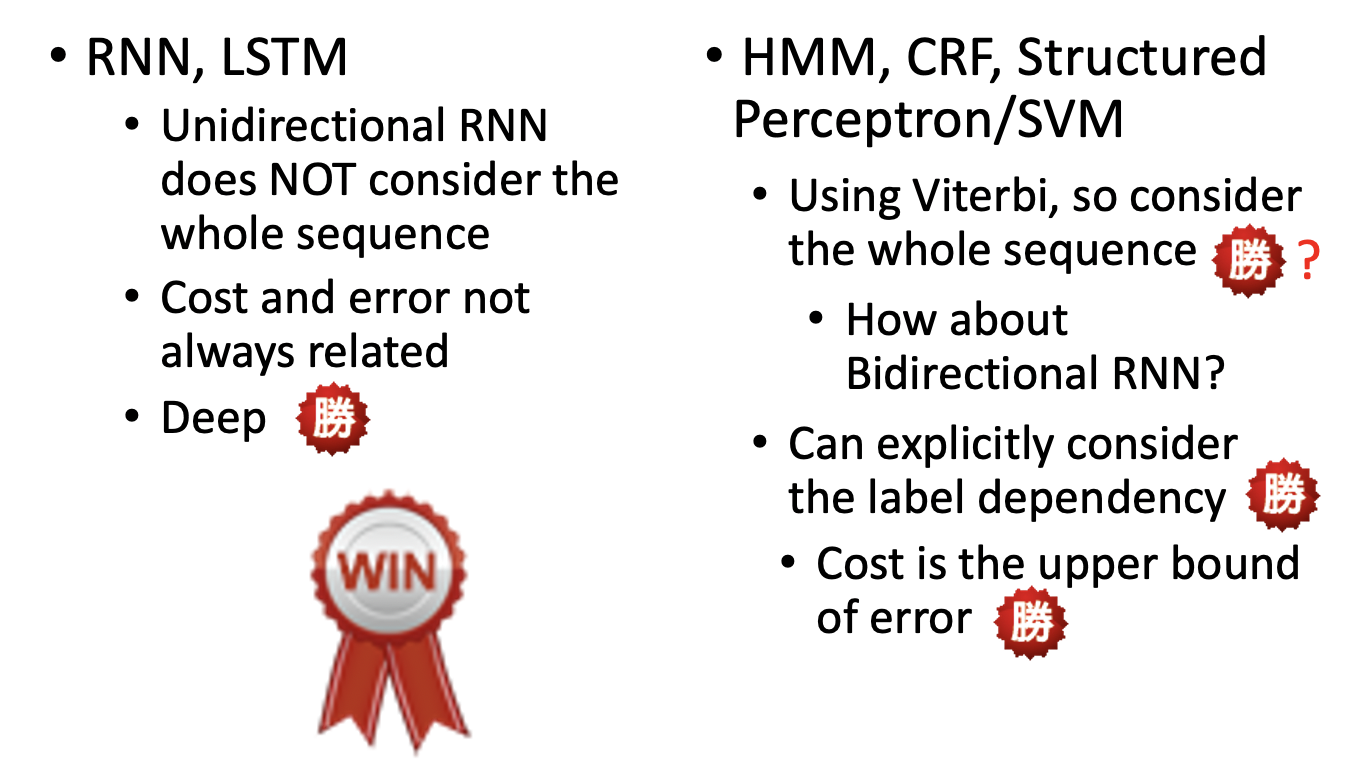 • RNN, LSTM
• Unidirectional RNN
does NOT consider the
whole sequence
• Cost and error not
always related
• Deep 勝
WIN
• HMM, CRF, Structured
Perceptron/SVM
• Using Viterbi, so consider
the whole sequence 勝 ?
• How about
Bidirectional RNN?
• Can explicitly consider
the label dependency 勝
• Cost is the upper bound
of error 勝